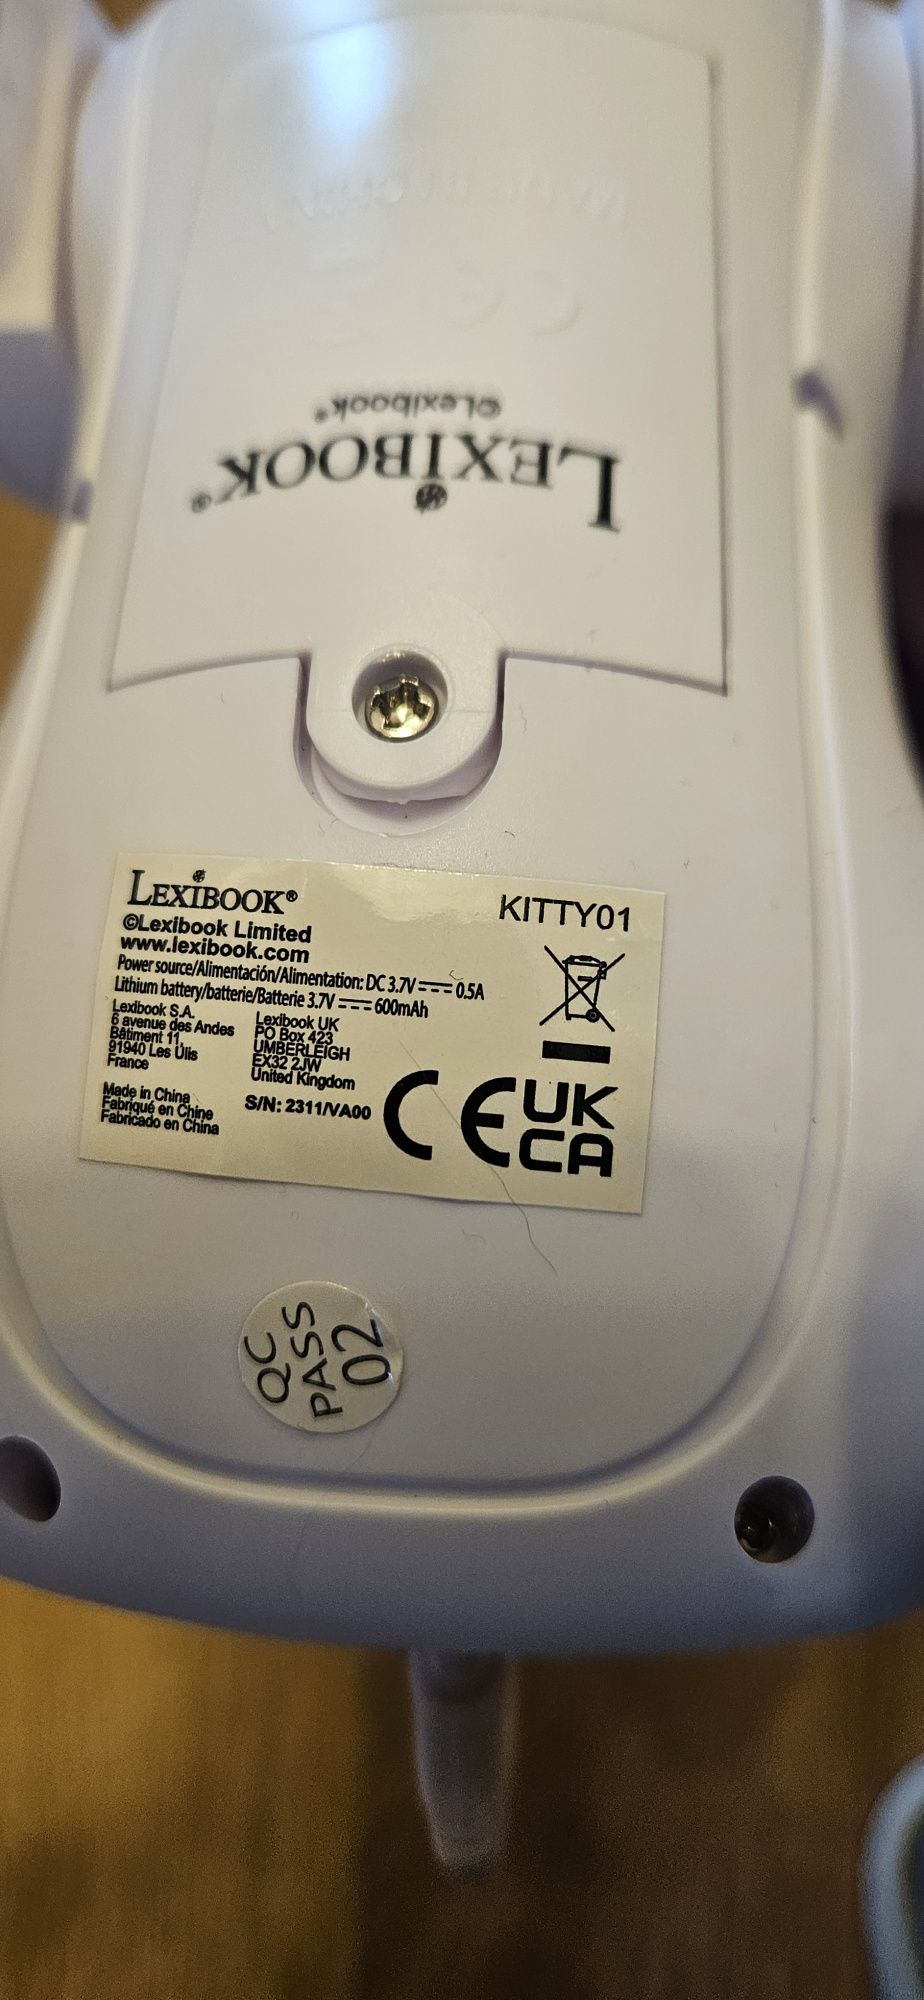 ©Lexibook®
LEXIBOOK®
LEXIBOOK®
KITTY01
©Lexibook Limited
www.lexibook.com
Power source/Alimentación/Alimentation: DC 3.7V 0.5A
Lithium battery/batterie/Batterie 3.7V 600mAh
Lexibook S.A.
6 avenue des Andes
Bâtiment 11,
91940 Les Ulis
France
Lexibook UK
PO Box 423
UMBERLEIGH
EX32 2JW
United Kingdom
Made in China
Fabriqué en Chine
Fabricado en China
S/N: 2311/VA00
CE
UK
CA
QC
PASS
02